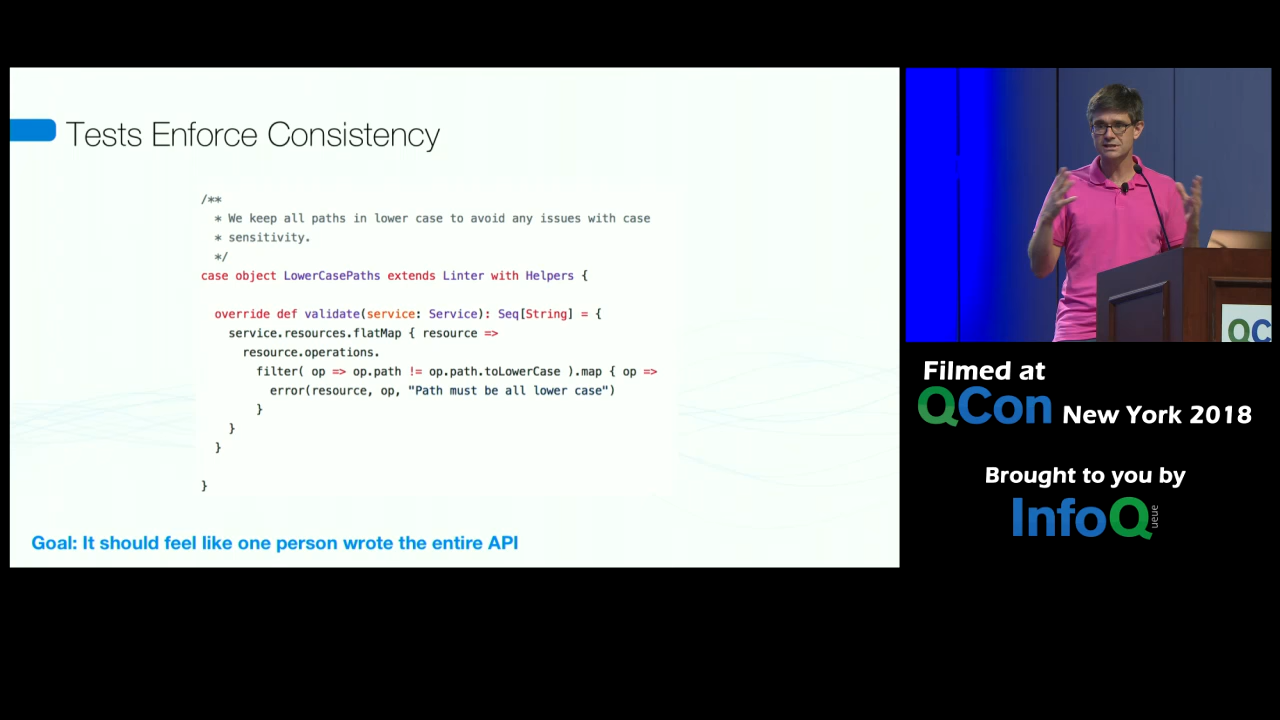 Tests Enforce Consistency
/**
* We keep all paths in lower case to avoid any issues with case
* sensitivity.
*/
case object LowerCasePaths extends Linter with Helpers {
override def validate(service: Service): Seq[String] = {
service.resources.flatMap { resource =>
resource.operations.
filter( op => op.path != op.path.toLowerCase ).map { op =>
error(resource, op, "Path must be all lower case")
}
}
}
}
Goal: It should feel like one person wrote the entire API
QC
Filmed at
QCon New York 2018
Brought to you by
InfoQ
ueue